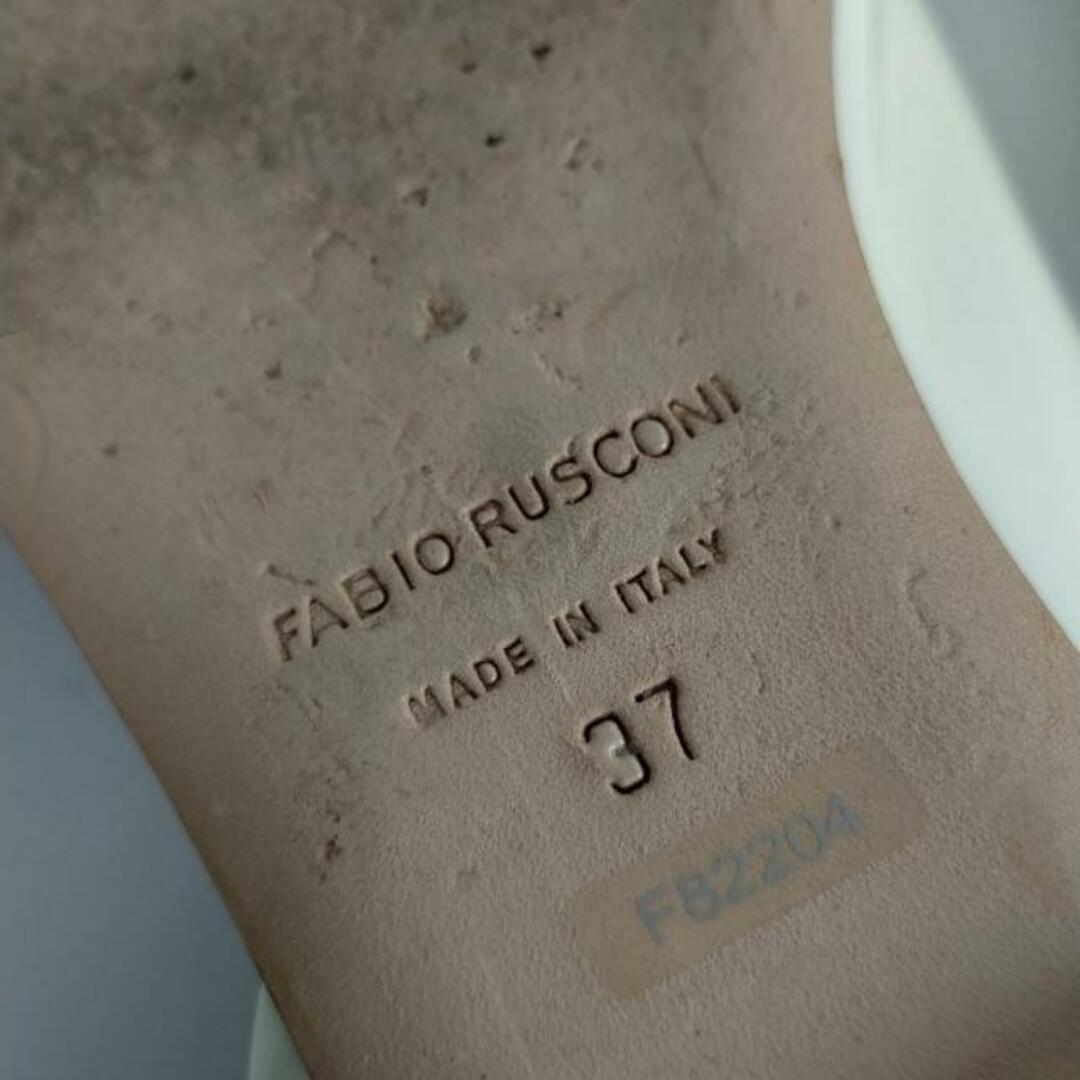 FABIO RUSCONI
MADE IN ITALY
37
FB2204